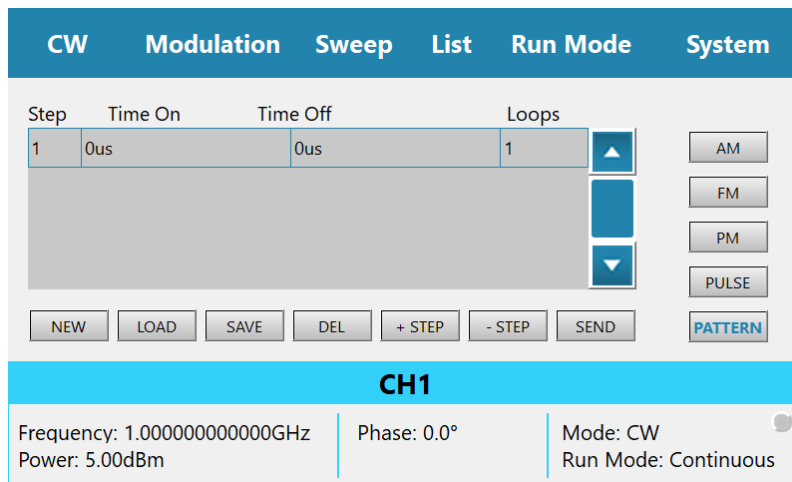 CW Modulation Sweep List Run Mode System
Step Time On Time Off Loops
1 0us 0us 1
AM
FM
PM
PULSE
NEW LOAD SAVE DEL + STEP - STEP SEND PATTERN
CH1
Frequency: 1.000000000000GHz Phase: 0.0° Mode: CW
Power: 5.00dBm Run Mode: Continuous